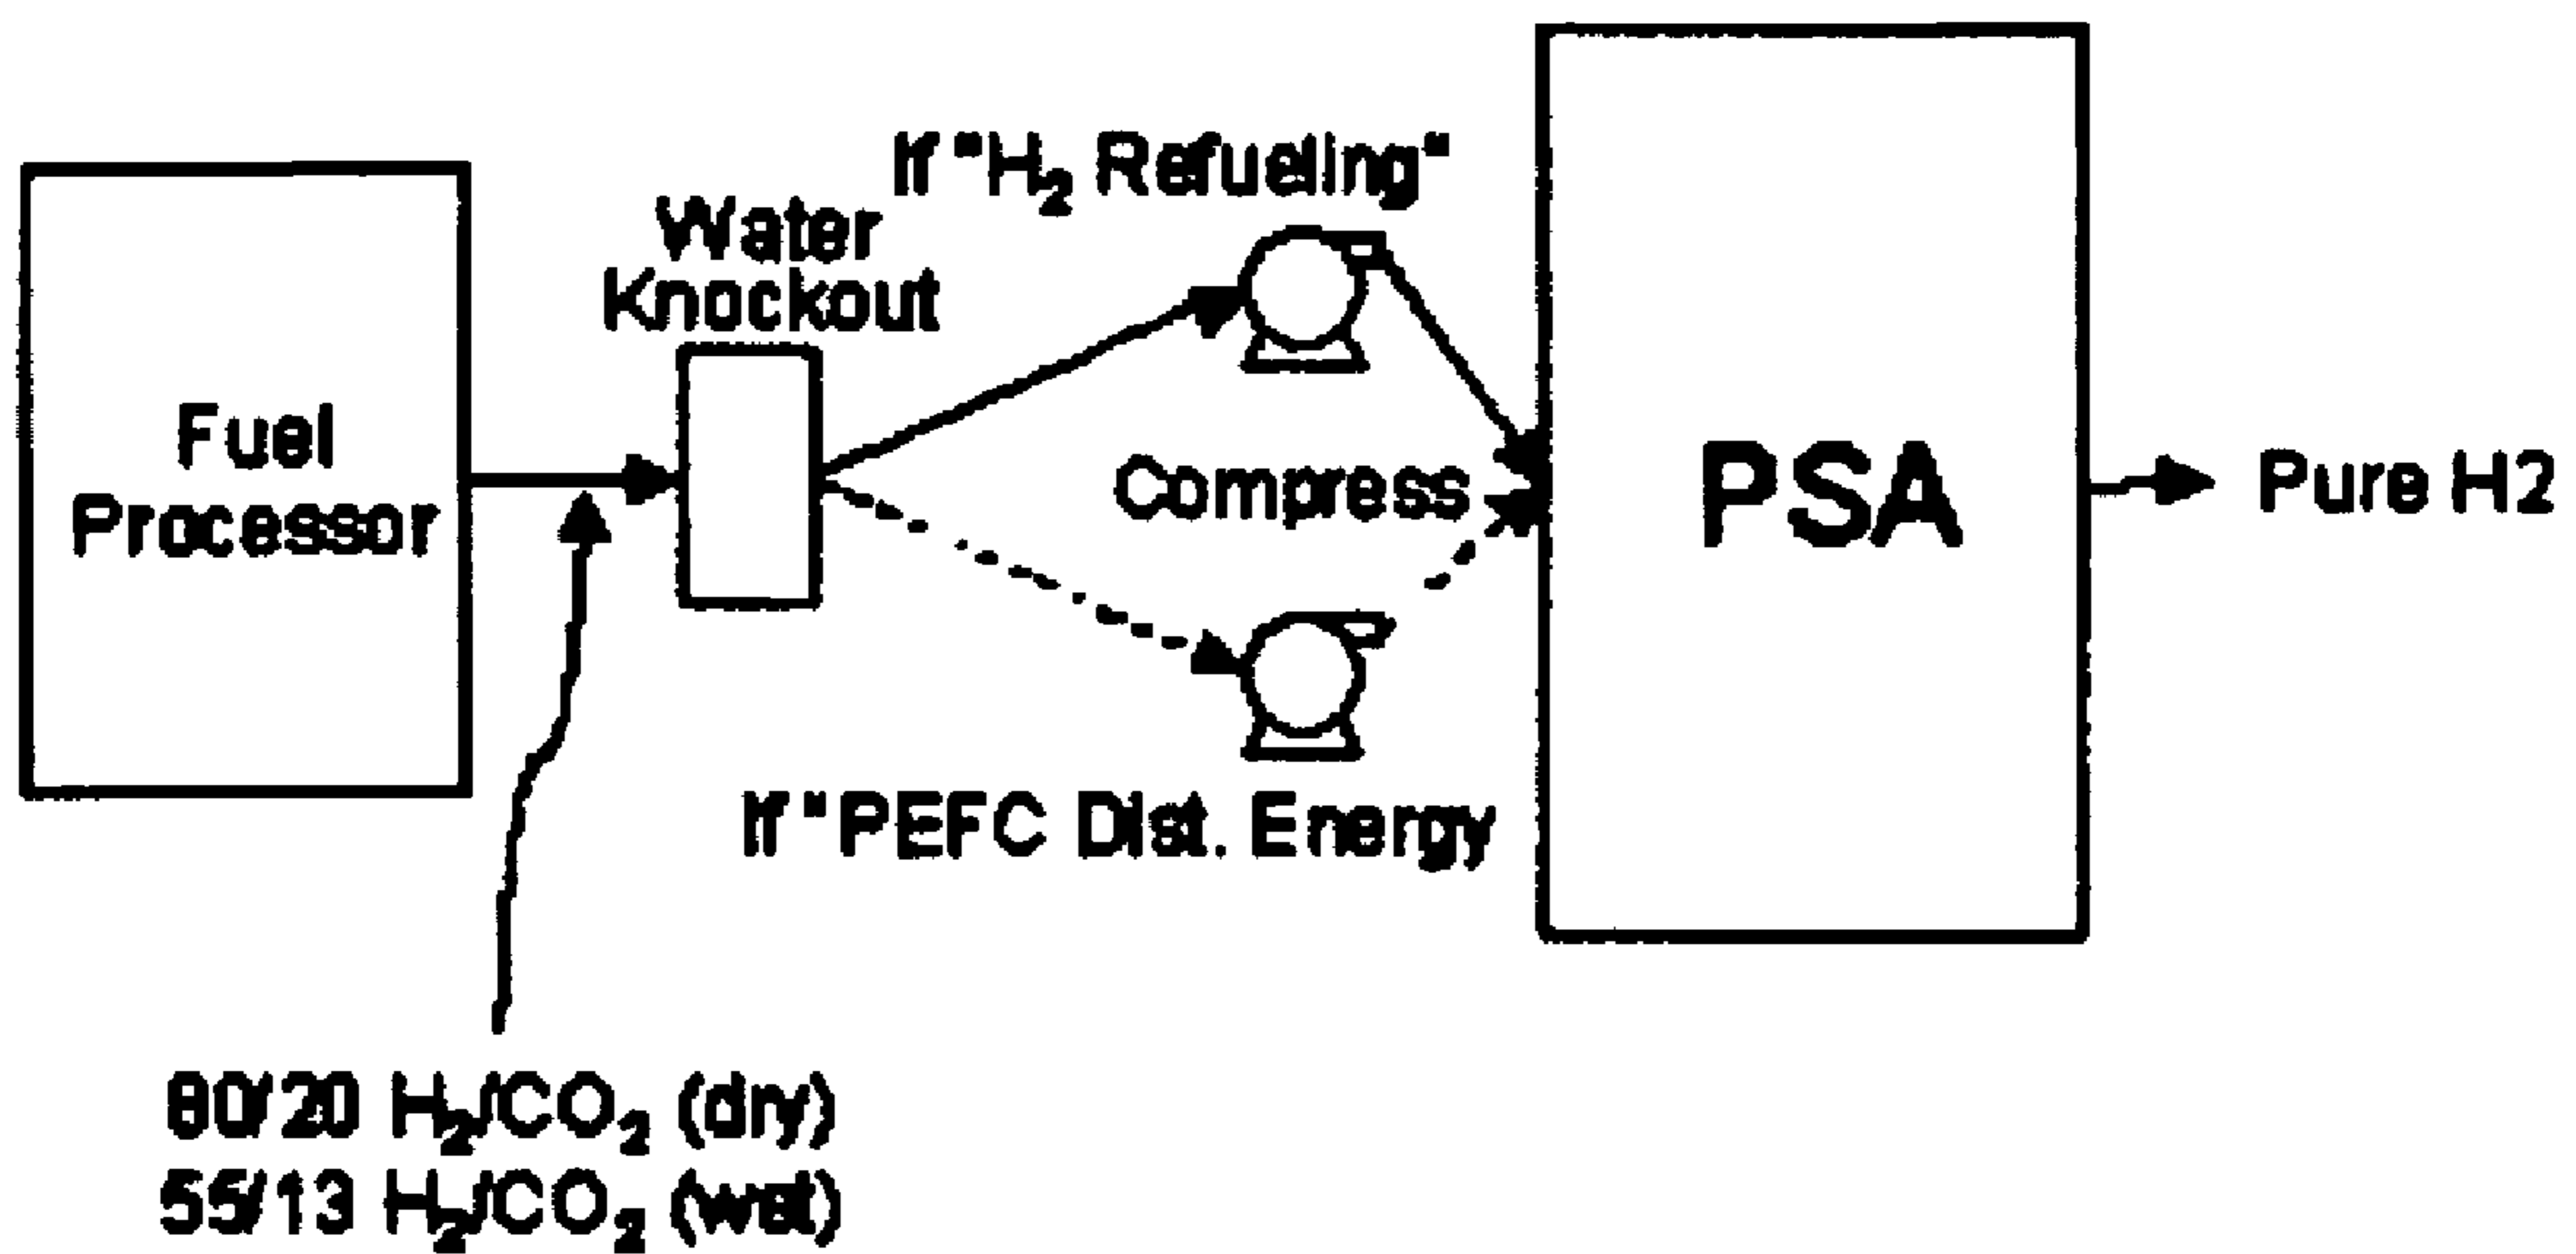 If "H₂ Refueling"
Water
Knockout
Fuel
Processor
Compress
PSA
Pure H2
If "PEFC Dist. Energy
80/20 H₂/CO₂ (dry)
55/13 H₂/CO₂ (wet)